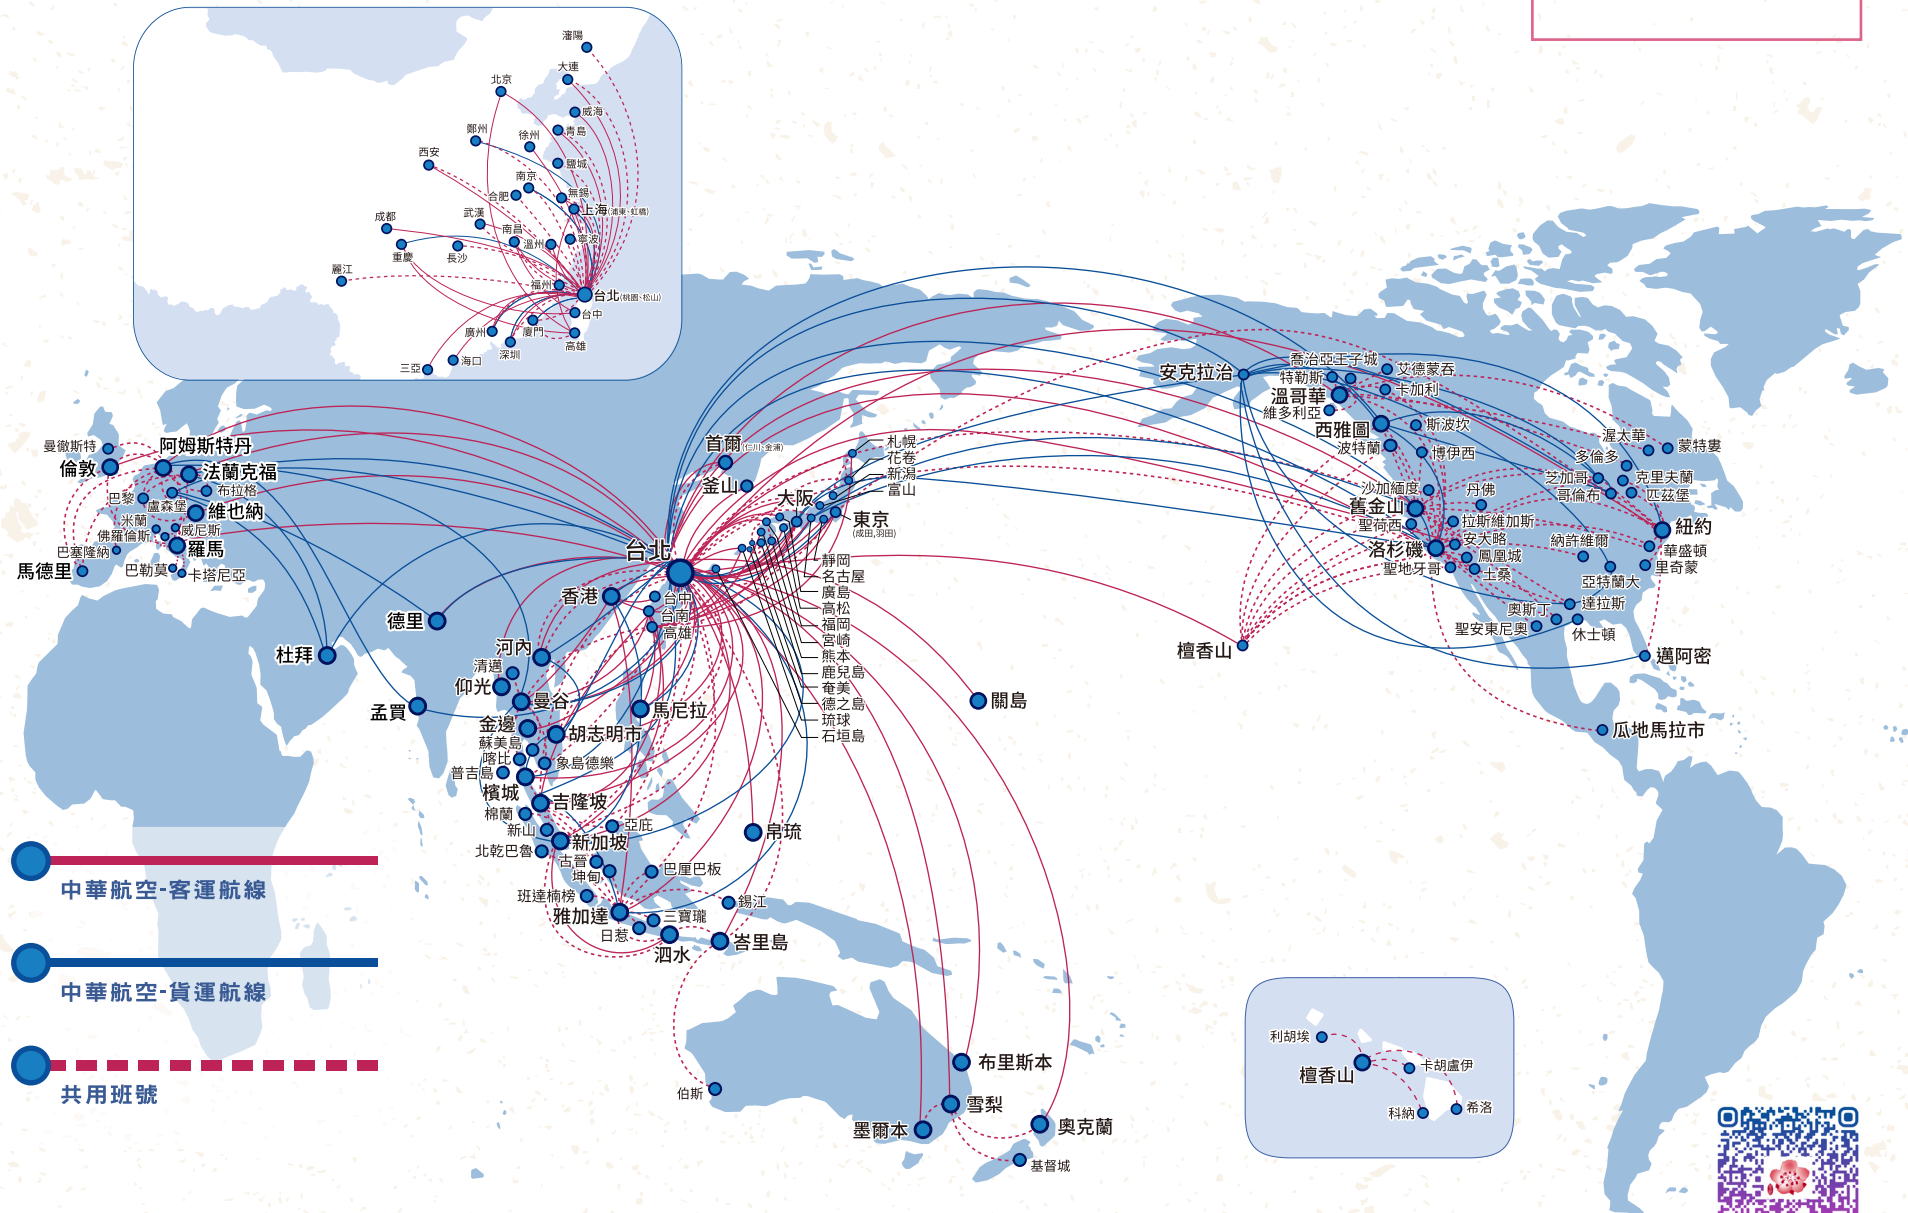 瀋陽
大連
北京
威海
鄭州
徐州
青島
西安
鹽城
南京
合肥
無錫
上海(浦東、虹橋)
成都
武漢
南昌
溫州
寧波
重慶
長沙
麗江
福州
台北(桃園、松山)
台中
廣州
廈門
高雄
深圳
海口
三亞
曼徹斯特
阿姆斯特丹
倫敦
法蘭克福
巴黎
盧森堡
布拉格
維也納
米蘭
佛羅倫斯
威尼斯
羅馬
巴塞隆納
馬德里
巴勒莫
卡塔尼亞
德里
杜拜
孟買
首爾(仁川、金浦)
釜山
大阪
札幌
花卷
新潟
富山
東京
(成田,羽田)
台北
香港
台中
台南
高雄
靜岡
名古屋
廣島
高松
福岡
宮崎
熊本
鹿兒島
奄美
德之島
琉球
石垣島
河內
清邁
仰光
曼谷
馬尼拉
金邊
胡志明市
蘇美島
喀比
象島德樂
普吉島
檳城
吉隆坡
棉蘭
新山
亞庇
新加坡
北乾巴魯
古晉
坤甸
巴厘巴板
班達楠榜
雅加達
三寶瓏
錫江
日惹
泗水
峇里島
關島
帛琉
伯斯
布里斯本
雪梨
墨爾本
奧克蘭
基督城
安克拉治
喬治亞王子城
艾德蒙吞
特勒斯
卡加利
溫哥華
維多利亞
西雅圖
斯波坎
波特蘭
博伊西
渥太華
蒙特婁
多倫多
芝加哥
克里夫蘭
哥倫布
匹茲堡
沙加緬度
丹佛
舊金山
聖荷西
拉斯維加斯
紐約
洛杉磯
安大略
納許維爾
華盛頓
鳳凰城
里奇蒙
聖地牙哥
土桑
亞特蘭大
奧斯丁
達拉斯
聖安東尼奧
休士頓
檀香山
邁阿密
瓜地馬拉市
利胡埃
檀香山
卡胡盧伊
科納
希洛
中華航空-客運航線
中華航空-貨運航線
共用班號